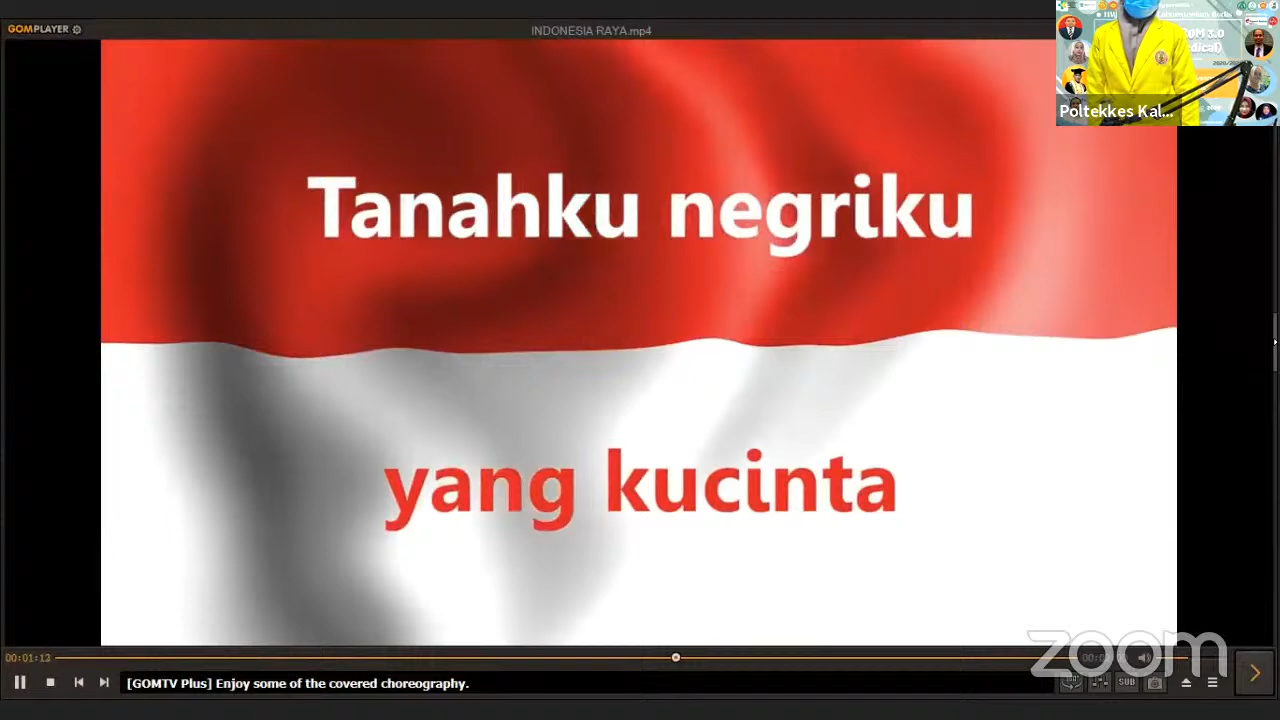 GOMPLAYER
INDONESIA RAYA.mp4
Tanahku negriku
yang kucinta
Poltekkes Kal...
00:01:12
[GOMTV Plus] Enjoy some of the covered choreography.
SUB
zoom